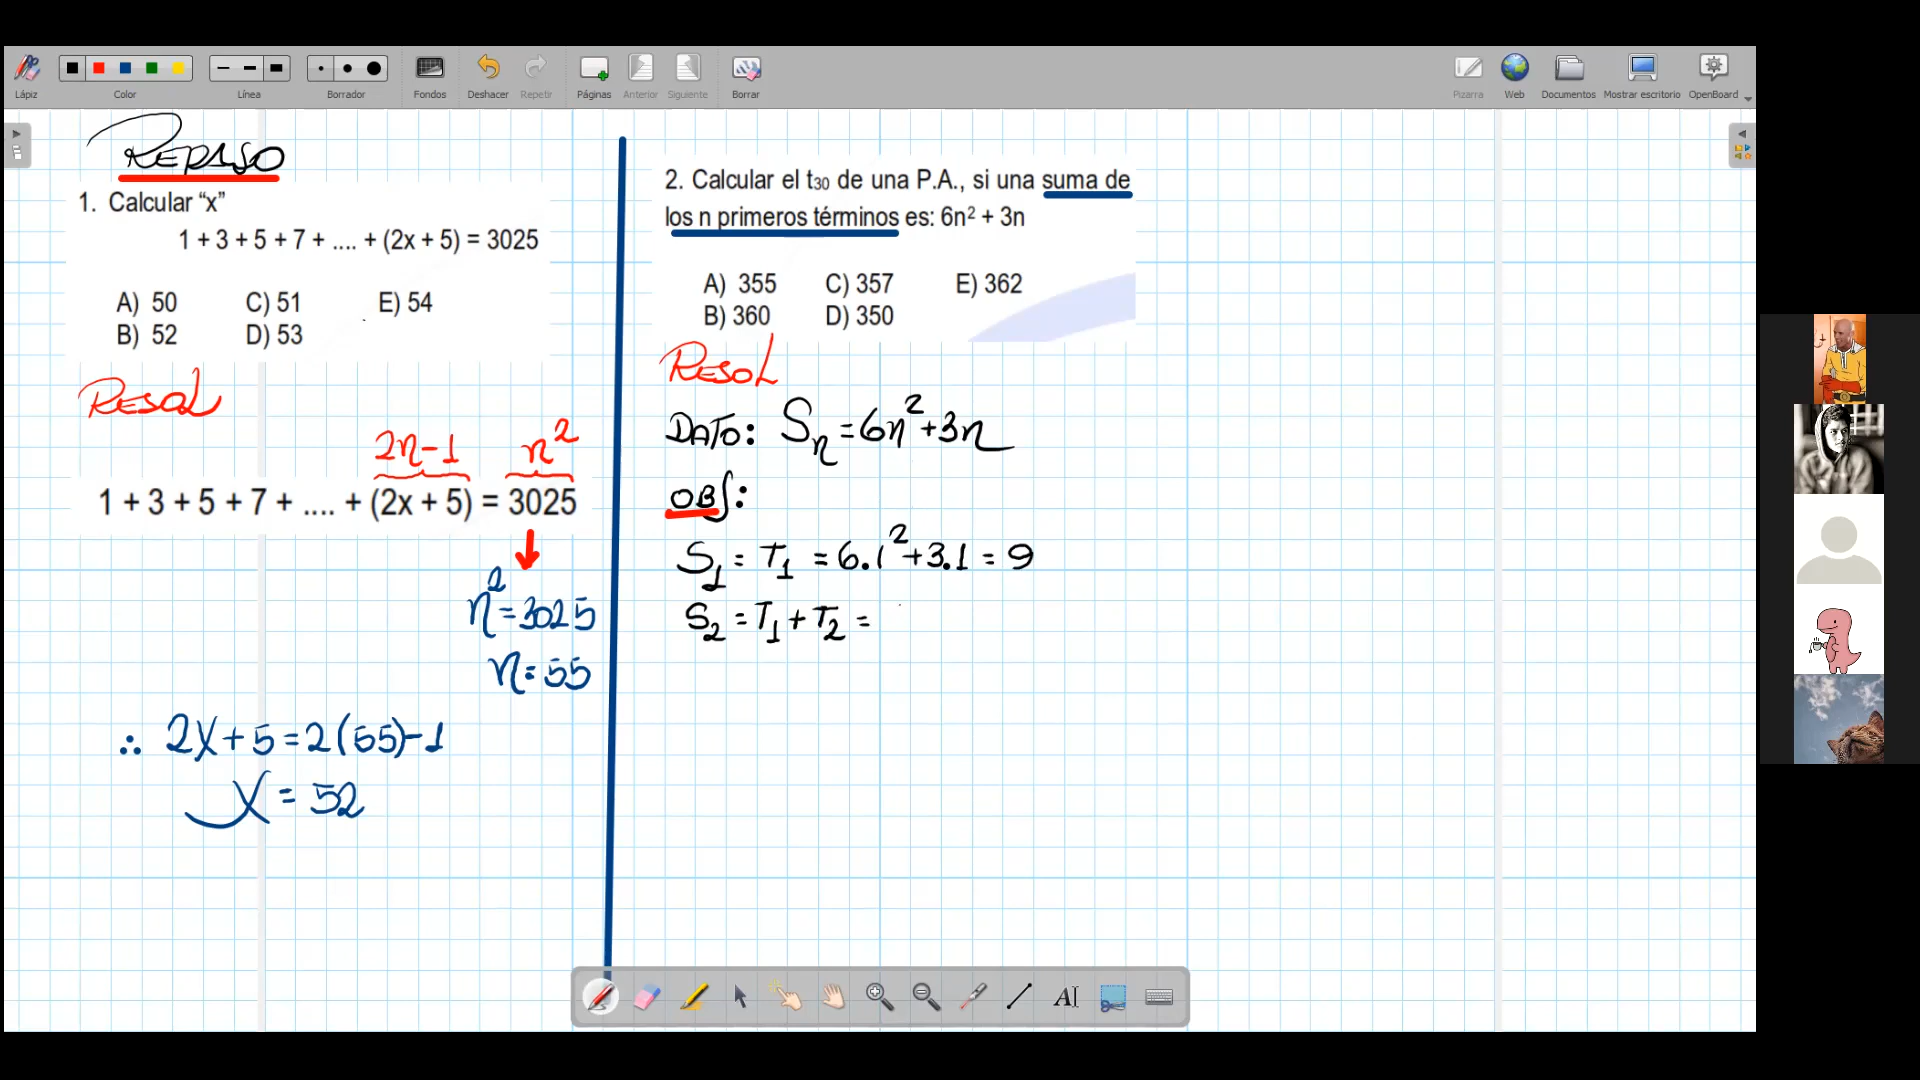 Lápiz Color Línea Borrador Fondos Deshacer Repetir Páginas Anterior Siguiente Borrar Pizarra Web Documentos Mostrar escritorio OpenBoard
REPASO
1. Calcular “x”
1 + 3 + 5 + 7 + .... + (2x + 5) = 3025
A) 50 C) 51 E) 54
B) 52 D) 53
RESOL
2n-1 n²
1 + 3 + 5 + 7 + .... + (2x + 5) = 3025
n² = 3025
n = 55
∴ 2x + 5 = 2(55) - 1
x = 52
2. Calcular el t₃₀ de una P.A., si una suma de
los n primeros términos es: 6n² + 3n
A) 355 C) 357 E) 362
B) 360 D) 350
RESOL
DATO: Sₙ = 6n² + 3n
OBS:
S₁ = T₁ = 6.1² + 3.1 = 9
S₂ = T₁ + T₂ =